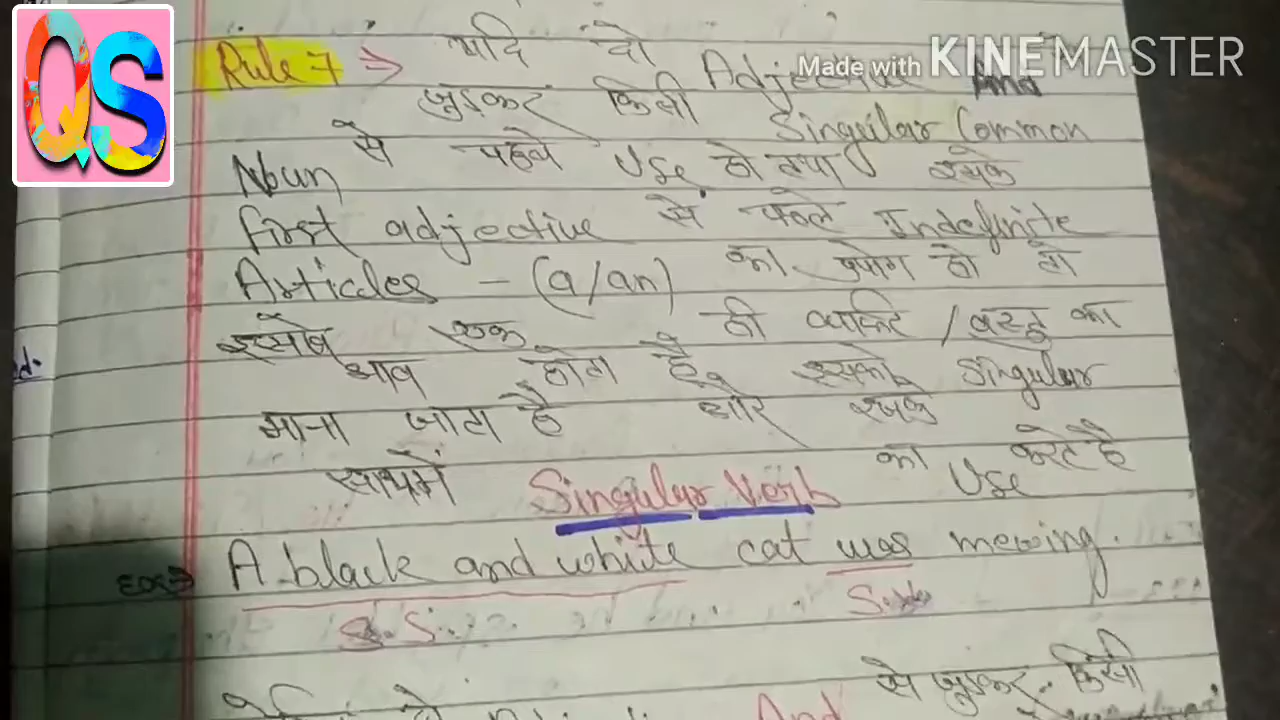 QS
Made with KINEMASTER
Rule 7 ⇒ यदि दो Adjective And
जुड़कर किसी Singular Common
Noun से पहले Use हो तथा इसके
first adjective से पहले Indefinite
Articles - (a/an) का प्रयोग हो तो
इससे एक ही व्यक्ति / वस्तु का
भाव होता है, इसको Singular
माना जाता है और इसके
साथमें Singular Verb का Use करते है
A black and white cat was mewing.
S. S.
से जुड़कर किसी
And